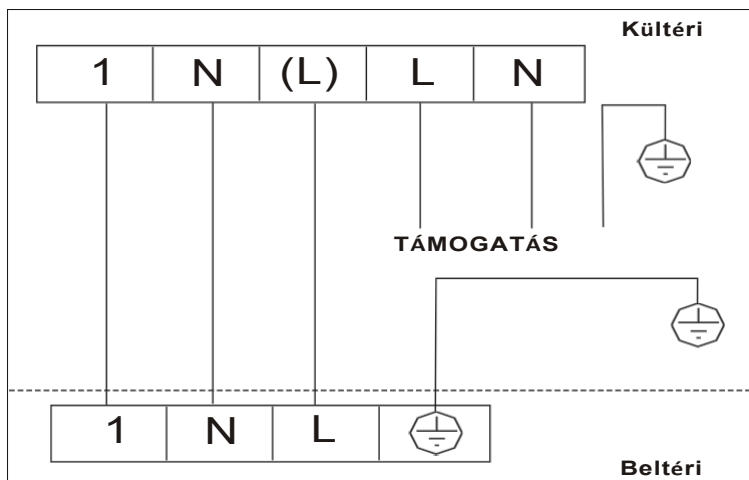 Kültéri
1 N (L) L N
TÁMOGATÁS
1 N L
Beltéri